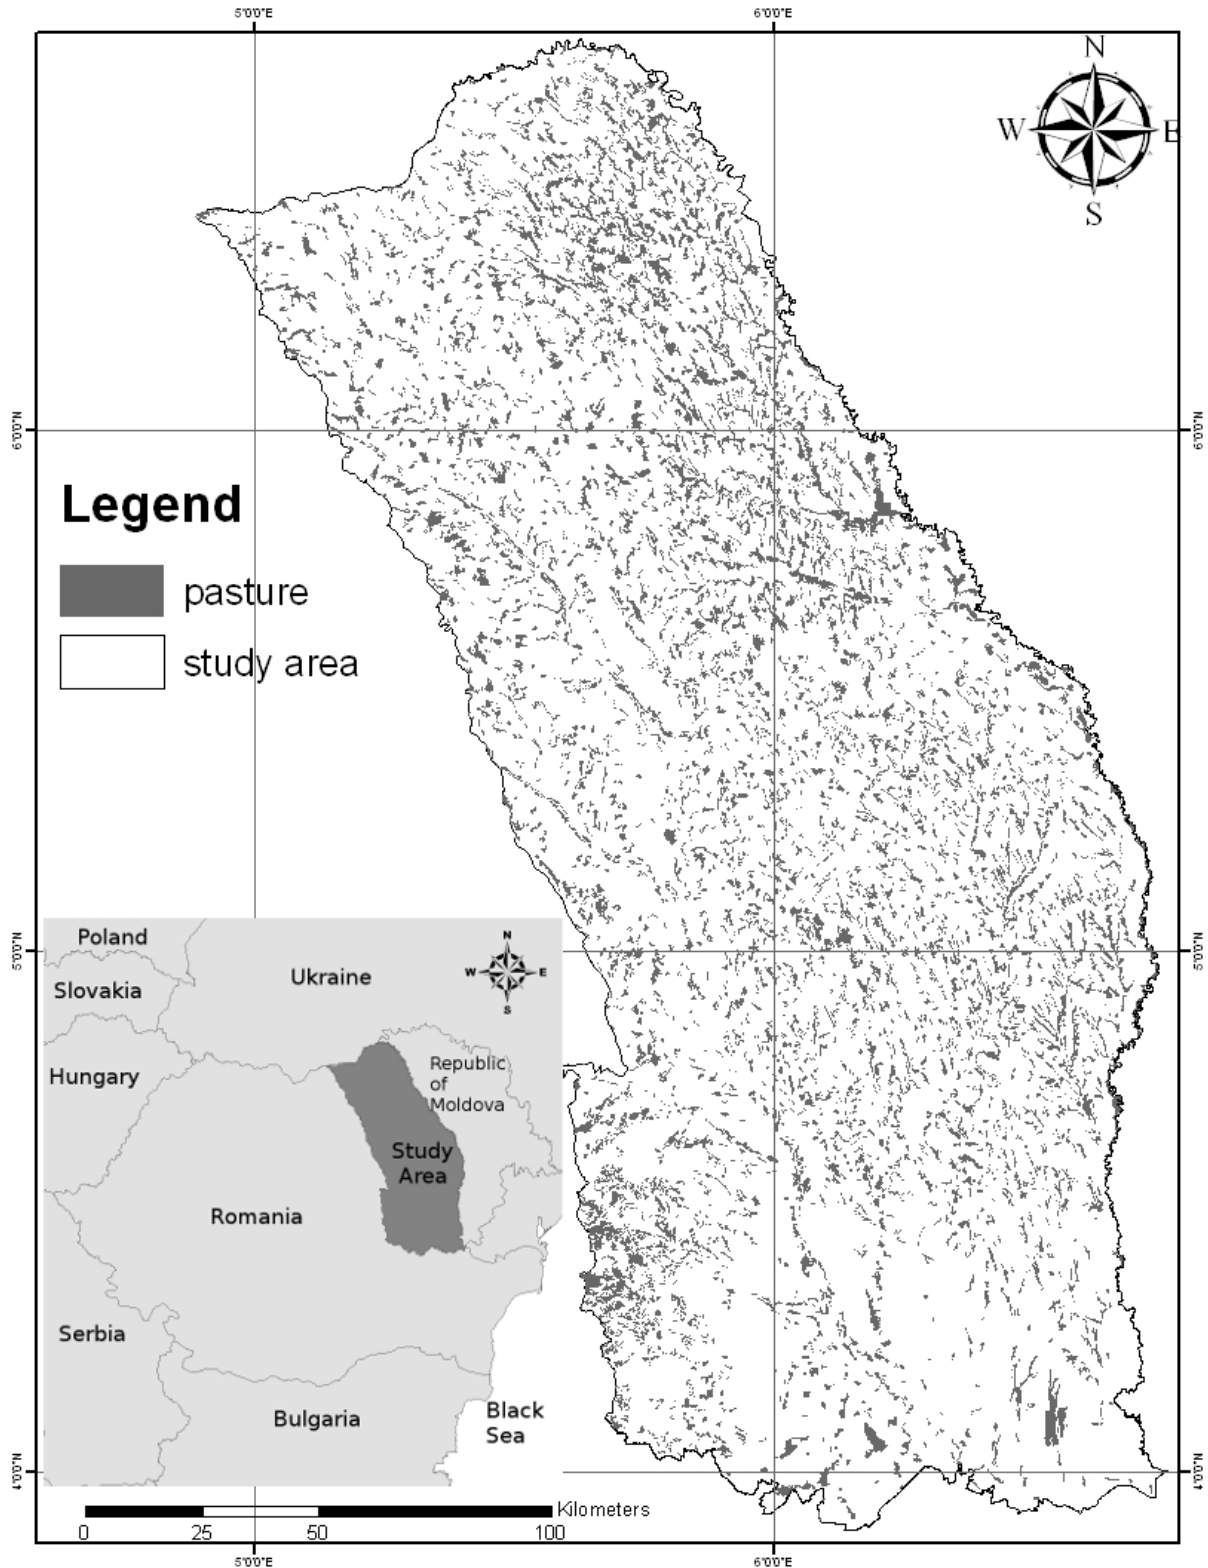 5°0'0"E 6°0'0"E
N
W E
S
6°0'0"N 6°0'0"N
Legend
pasture
study area
5°0'0"N 5°0'0"N
Poland
Slovakia
Ukraine
N
W E
S
Hungary
Republic
of
Moldova
Study
Area
Romania
Serbia
Bulgaria
Black
Sea
4°0'0"N 4°0'0"N
Kilometers
0 25 50 100
5°0'0"E 6°0'0"E